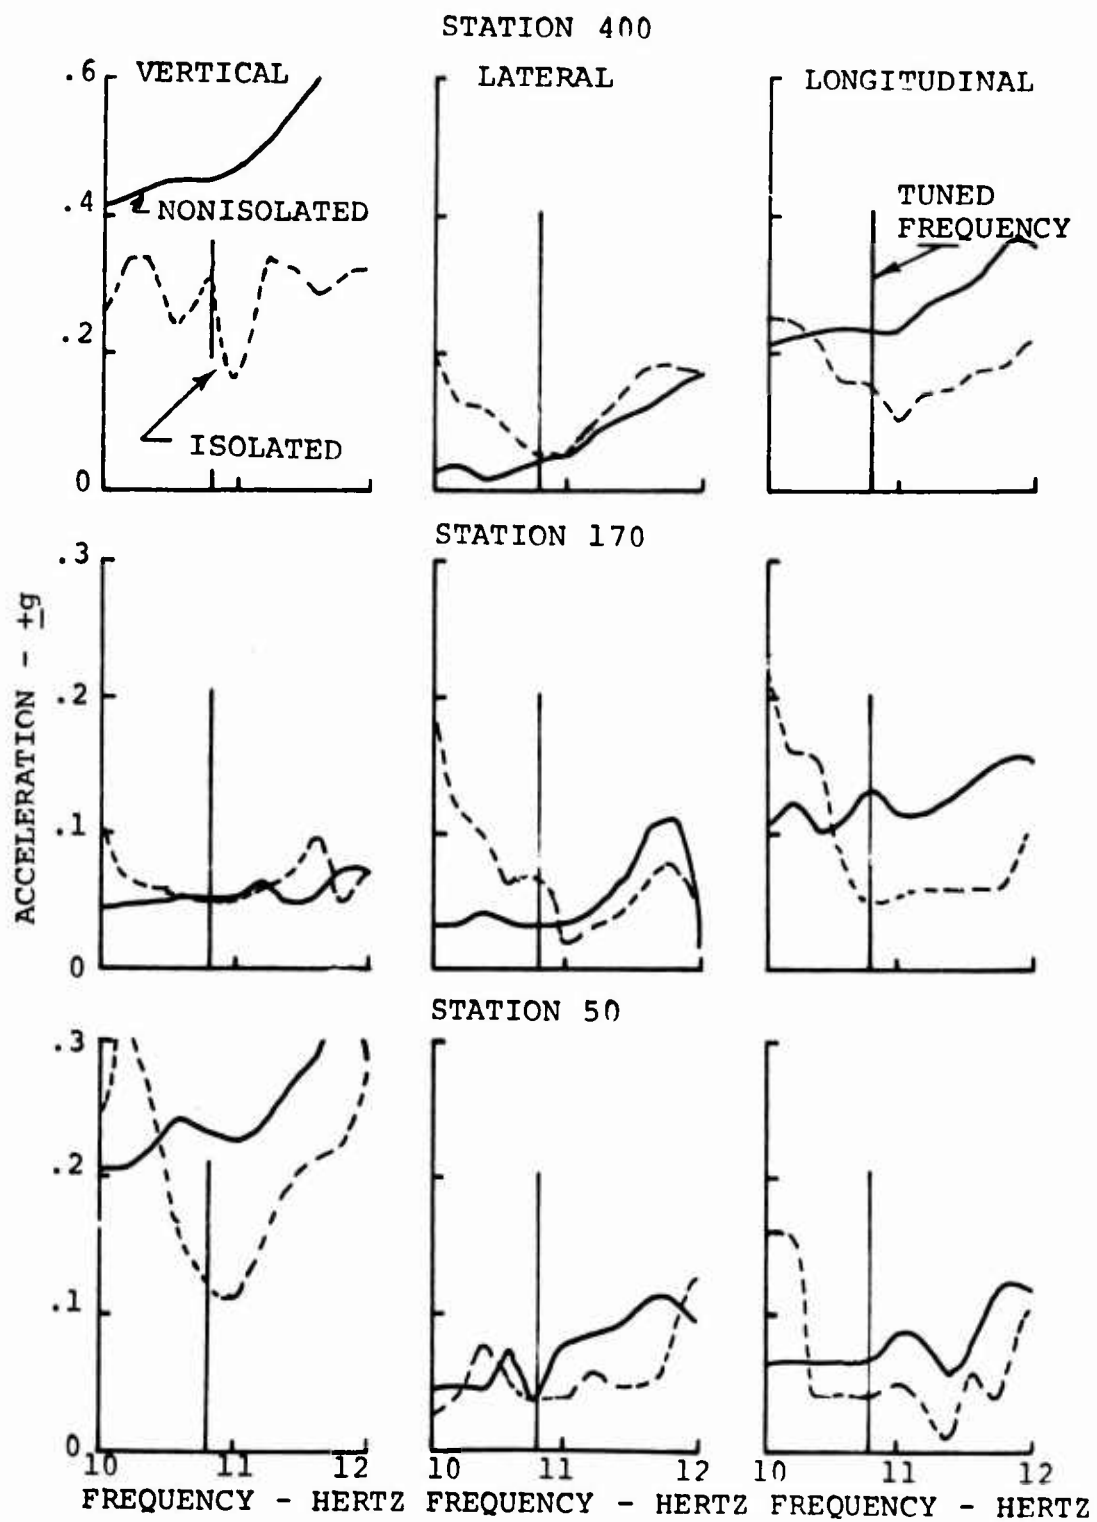 STATION 400
VERTICAL
LATERAL
LONGITUDINAL
.6
.4
.2
0
NONISOLATED
ISOLATED
TUNED
FREQUENCY
STATION 170
.3
.2
.1
0
ACCELERATION - ±g
STATION 50
.3
.2
.1
0
10 11 12
10 11 12
10 11 12
FREQUENCY - HERTZ
FREQUENCY - HERTZ
FREQUENCY - HERTZ